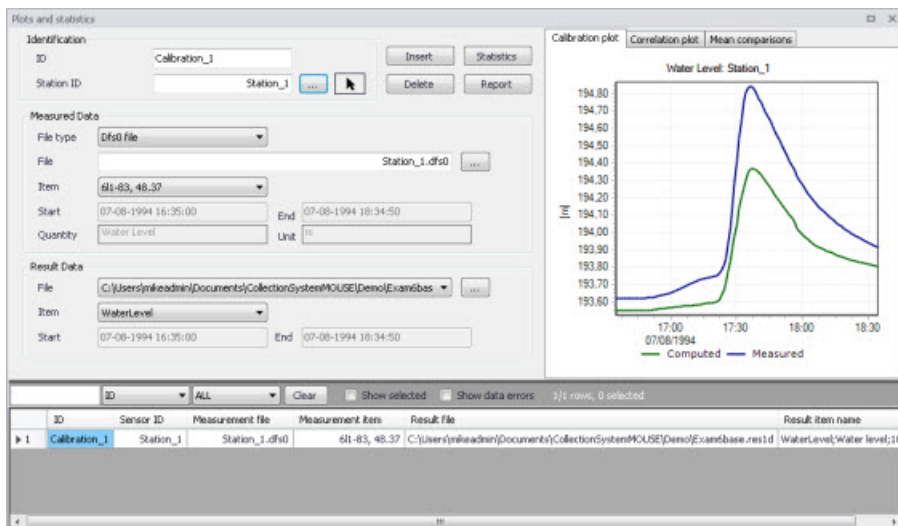 Plots and statistics
Identification
ID Calibration_1 Insert Statistics
Station ID Station_1 ... Delete Report
Measured Data
File type Dfs0 file
File Station_1.dfs0 ...
Item 6l1-83, 48.37
Start 07-08-1994 16:35:00 End 07-08-1994 18:34:50
Quantity Water Level Unit m
Result Data
File C:\Users\mikeadmin\Documents\CollectionSystemMOUSE\Demo\Exam6bas ...
Item WaterLevel
Start 07-08-1994 16:35:00 End 07-08-1994 18:34:50
Calibration plot Correlation plot Mean comparisons
Water Level: Station_1
194.80
194.70
194.60
194.50
194.40
194.30
194.20
194.10
194.00
193.90
193.80
193.70
193.60
[m]
17:00 17:30 18:00 18:30
07/08/1994
Computed Measured
ID ALL Clear Show selected Show data errors 1/1 rows, 0 selected
ID Sensor ID Measurement file Measurement item Result file Result item name
1 Calibration_1 Station_1 Station_1.dfs0 6l1-83, 48.37 C:\Users\mikeadmin\Documents\CollectionSystemMOUSE\Demo\Exam6base.res1d WaterLevel;Water level;1